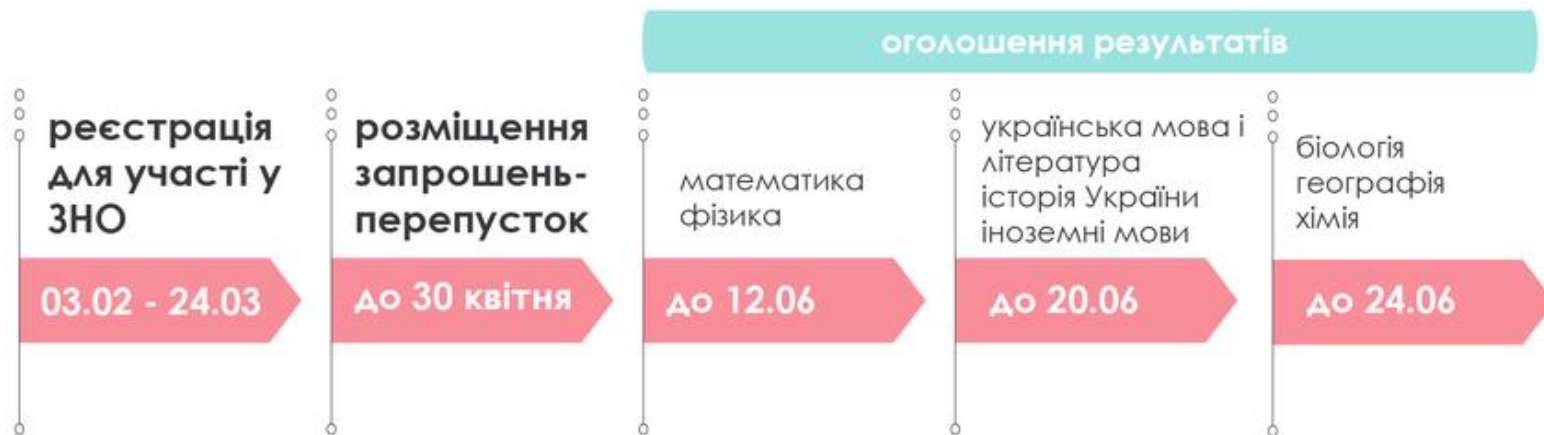 оголошення результатів
реєстрація
для участі у
ЗНО
03.02 - 24.03
розміщення
запрошень-
перепусток
до 30 квітня
математика
фізика
до 12.06
українська мова і
література
історія України
іноземні мови
до 20.06
біологія
географія
хімія
до 24.06